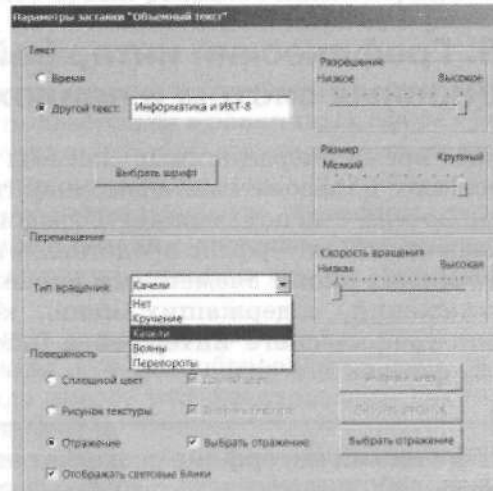 Параметры заставки "Объемный текст"
Текст
Время
Другой текст: Информатика и ИКТ-8
Выбрать шрифт
Разрешение
Низкое Высокое
Размер
Мелкий Крупный
Перемещение
Тип вращения: Качели
Нет
Кручение
Качели
Волны
Перевороты
Скорость вращения
Низкая Высокая
Поверхность
Сплошной цвет
Рисунок текстуры
Отражение Выбрать отражение Выбрать отражение
Отображать световые блики